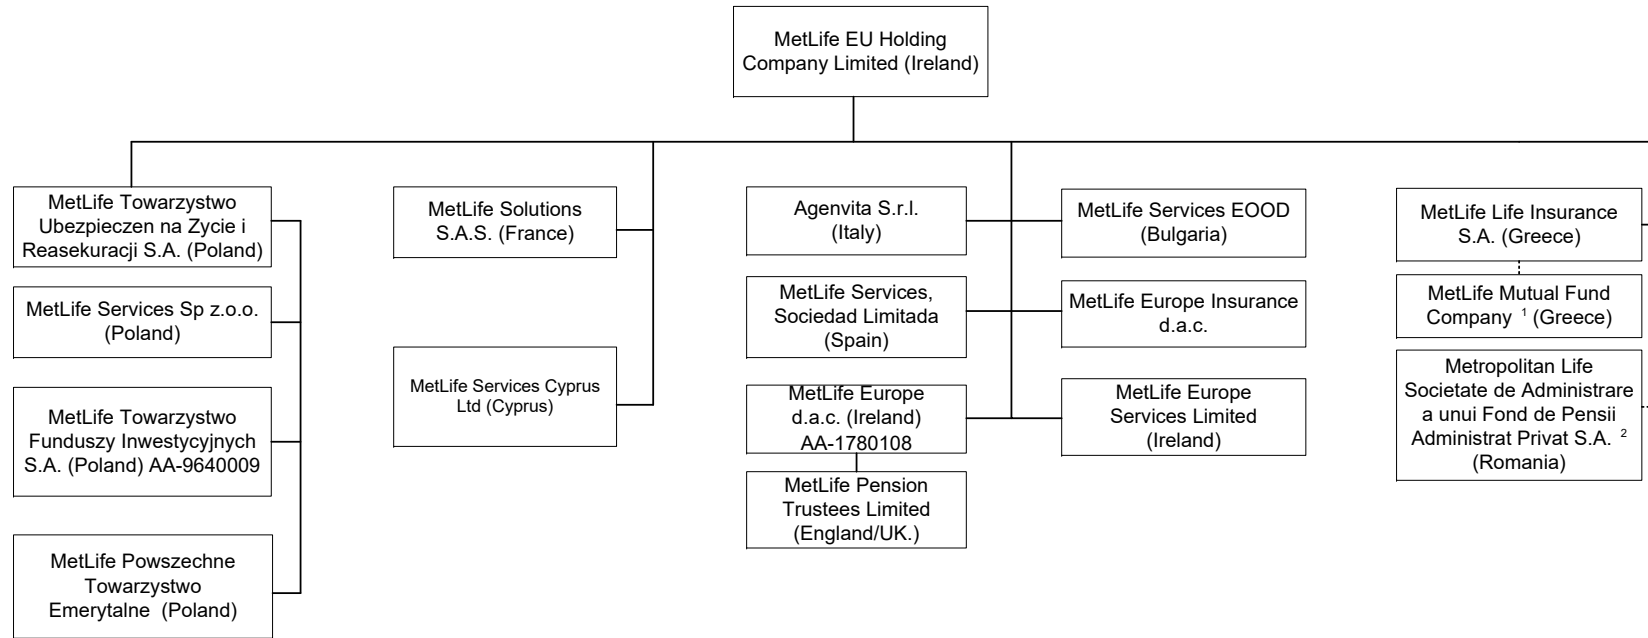 MetLife EU Holding
Company Limited (Ireland)
MetLife Towarzystwo
Ubezpieczen na Zycie i
Reasekuracji S.A. (Poland)
MetLife Services Sp z.o.o.
(Poland)
MetLife Towarzystwo
Funduszy Inwestycyjnych
S.A. (Poland) AA-9640009
MetLife Powszechne
Towarzystwo
Emerytalne (Poland)
MetLife Solutions
S.A.S. (France)
MetLife Services Cyprus
Ltd (Cyprus)
Agenvita S.r.l.
(Italy)
MetLife Services,
Sociedad Limitada
(Spain)
MetLife Europe
d.a.c. (Ireland)
AA-1780108
MetLife Pension
Trustees Limited
(England/UK.)
MetLife Services EOOD
(Bulgaria)
MetLife Europe Insurance
d.a.c.
MetLife Europe
Services Limited
(Ireland)
MetLife Life Insurance
S.A. (Greece)
MetLife Mutual Fund
Company ¹ (Greece)
Metropolitan Life
Societate de Administrare
a unui Fond de Pensii
Administrat Privat S.A. ²
(Romania)